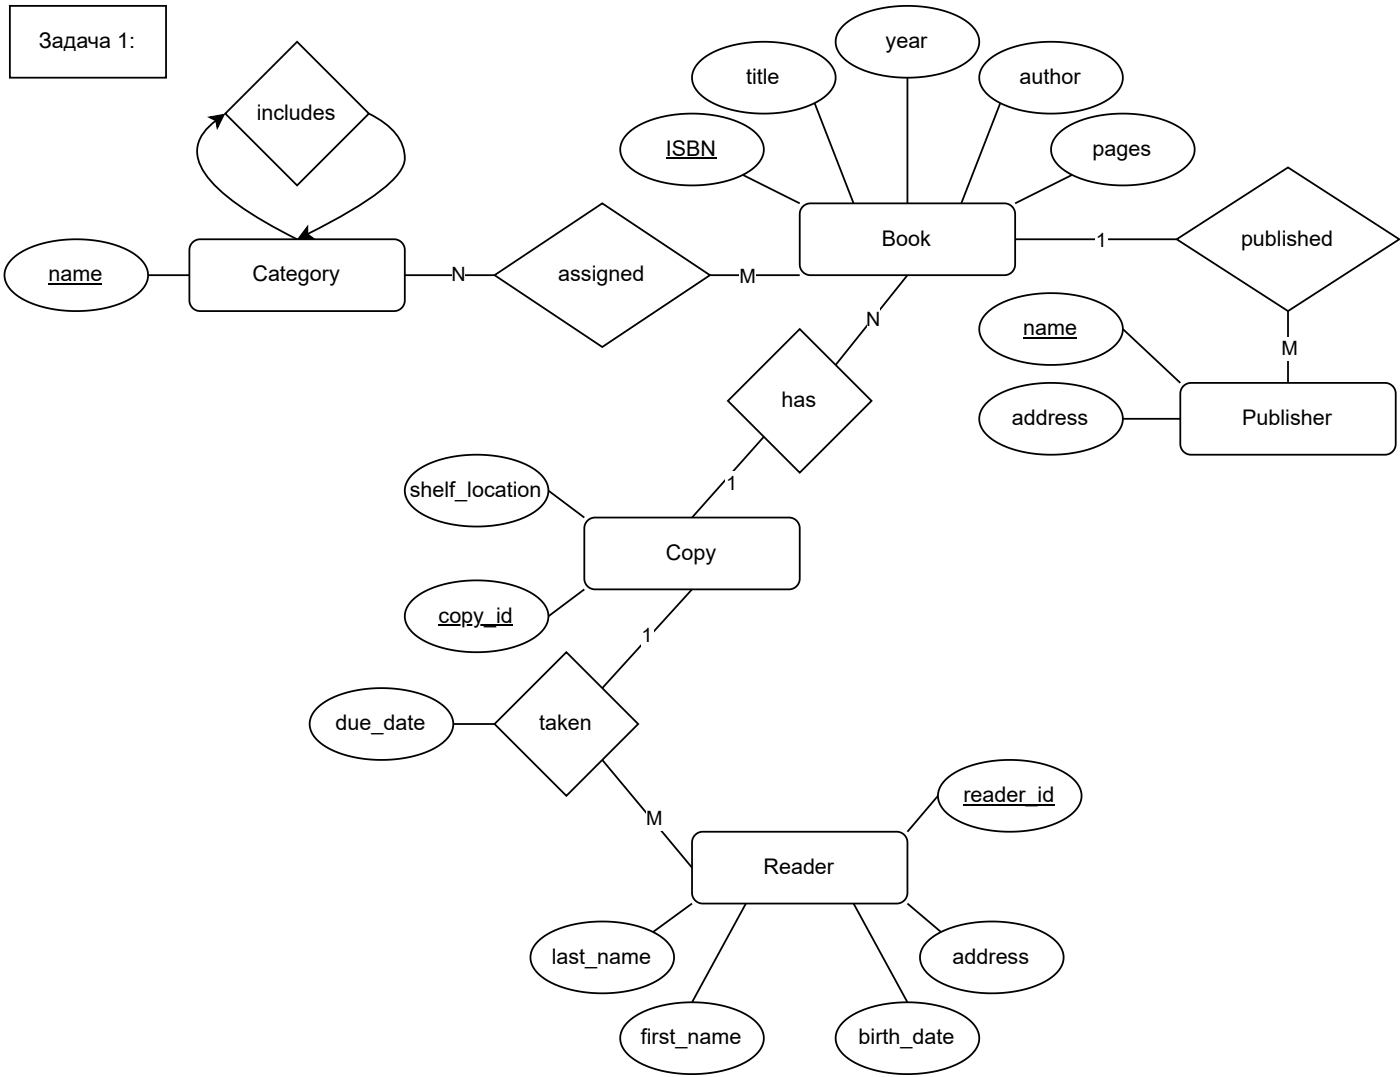 Задача 1:
includes
year
title
author
ISBN
pages
name
Category
N
assigned
M
Book
1
published
N
has
1
name
M
address
Publisher
shelf_location
Copy
copy_id
1
due_date
taken
M
reader_id
Reader
last_name
address
first_name
birth_date